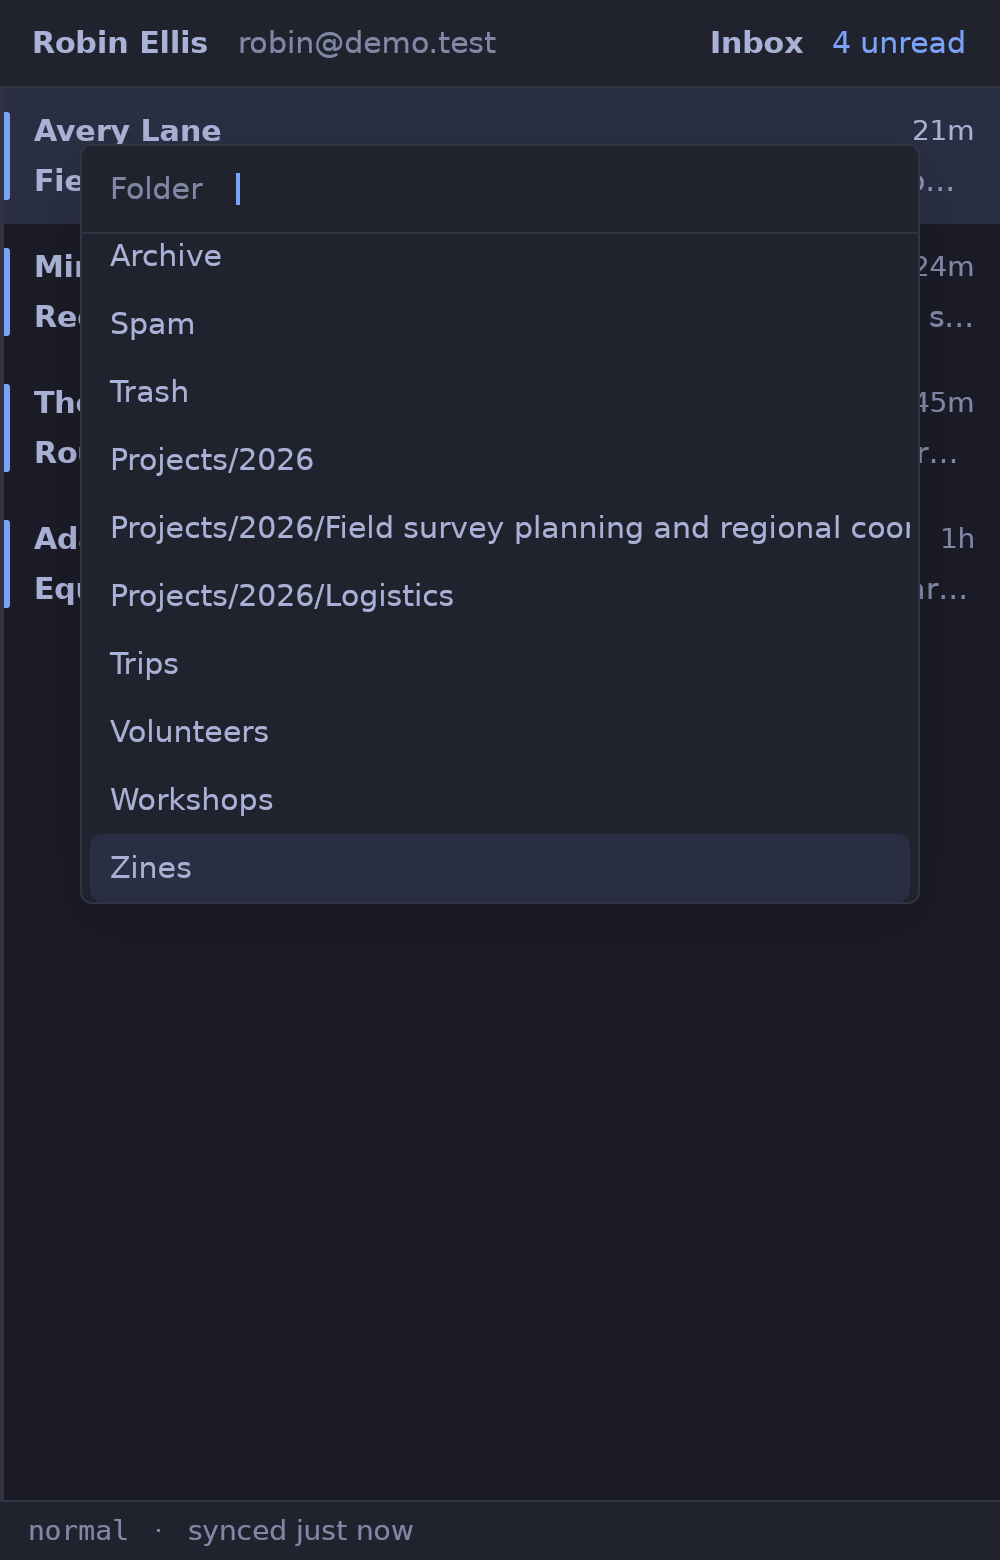 Robin Ellis robin@demo.test Inbox 4 unread
Avery Lane 21m
Folder
Archive 24m
Spam s…
Trash 45m
Projects/2026 r…
Projects/2026/Field survey planning and regional 1h
Projects/2026/Logistics
Trips
Volunteers
Workshops
Zines
normal · synced just now